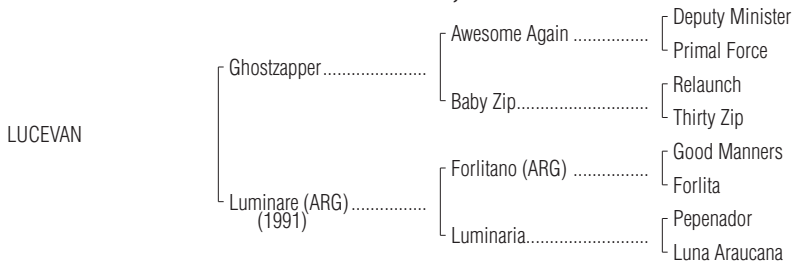 Deputy Minister
Awesome Again ................
Primal Force
Ghostzapper......................
Relaunch
Baby Zip............................
Thirty Zip
LUCEVAN
Good Manners
Forlitano (ARG) ................
Forlita
Luminare (ARG) ................
(1991)
Pepenador
Luminaria..........................
Luna Araucana